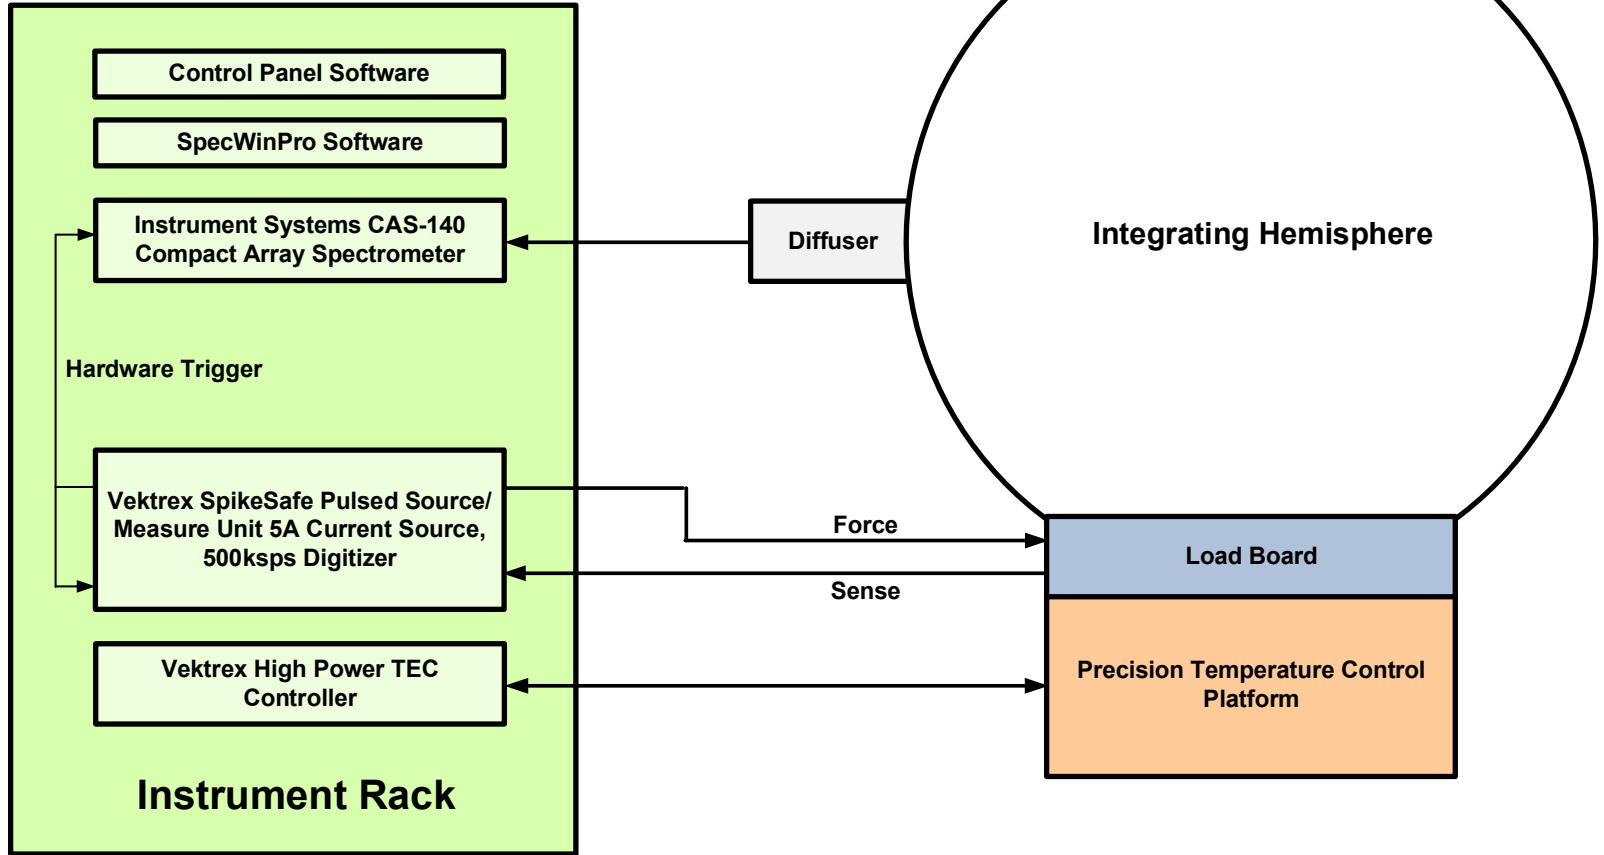 Control Panel Software
SpecWinPro Software
Instrument Systems CAS-140
Compact Array Spectrometer
Diffuser
Integrating Hemisphere
Hardware Trigger
Vektrex SpikeSafe Pulsed Source/
Measure Unit 5A Current Source,
500ksps Digitizer
Force
Sense
Load Board
Vektrex High Power TEC
Controller
Precision Temperature Control
Platform
Instrument Rack